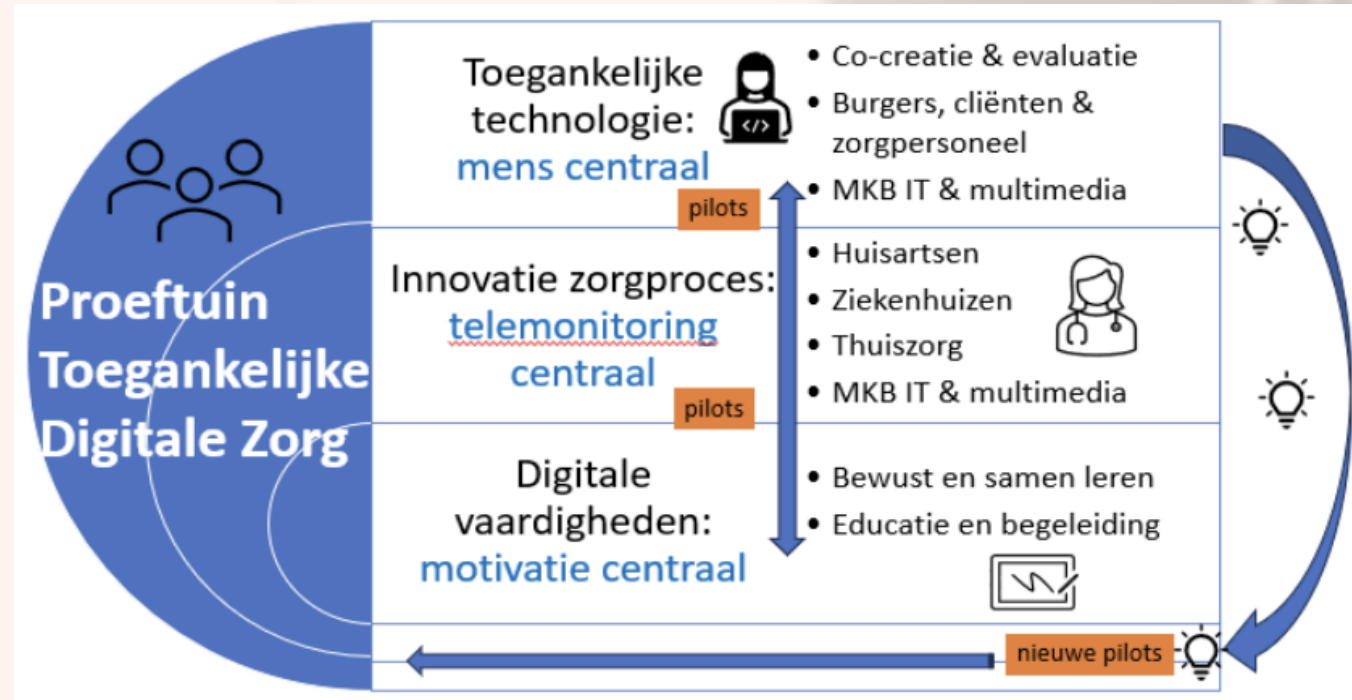 Proeftuin
Toegankelijke
Digitale Zorg
Toegankelijke
technologie:
mens centraal
</>
• Co-creatie & evaluatie
• Burgers, cliënten &
zorgpersoneel
• MKB IT & multimedia
pilots
Innovatie zorgproces:
telemonitoring
centraal
• Huisartsen
• Ziekenhuizen
• Thuiszorg
• MKB IT & multimedia
pilots
Digitale
vaardigheden:
motivatie centraal
• Bewust en samen leren
• Educatie en begeleiding
nieuwe pilots